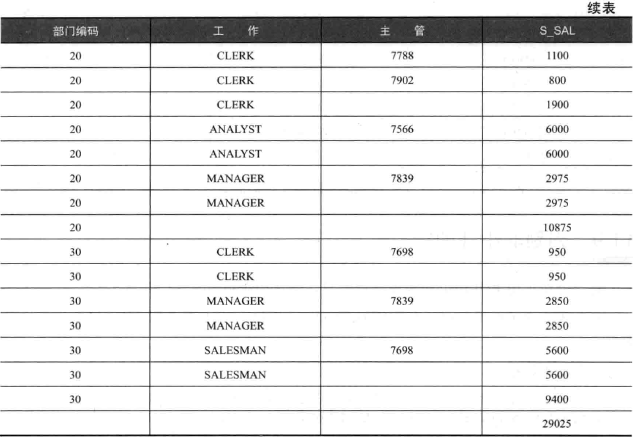 续表
部门编码 工 作 主 管 S_SAL
20 CLERK 7788 1100
20 CLERK 7902 800
20 CLERK 1900
20 ANALYST 7566 6000
20 ANALYST 6000
20 MANAGER 7839 2975
20 MANAGER 2975
20 10875
30 CLERK 7698 950
30 CLERK 950
30 MANAGER 7839 2850
30 MANAGER 2850
30 SALESMAN 7698 5600
30 SALESMAN 5600
30 9400
29025